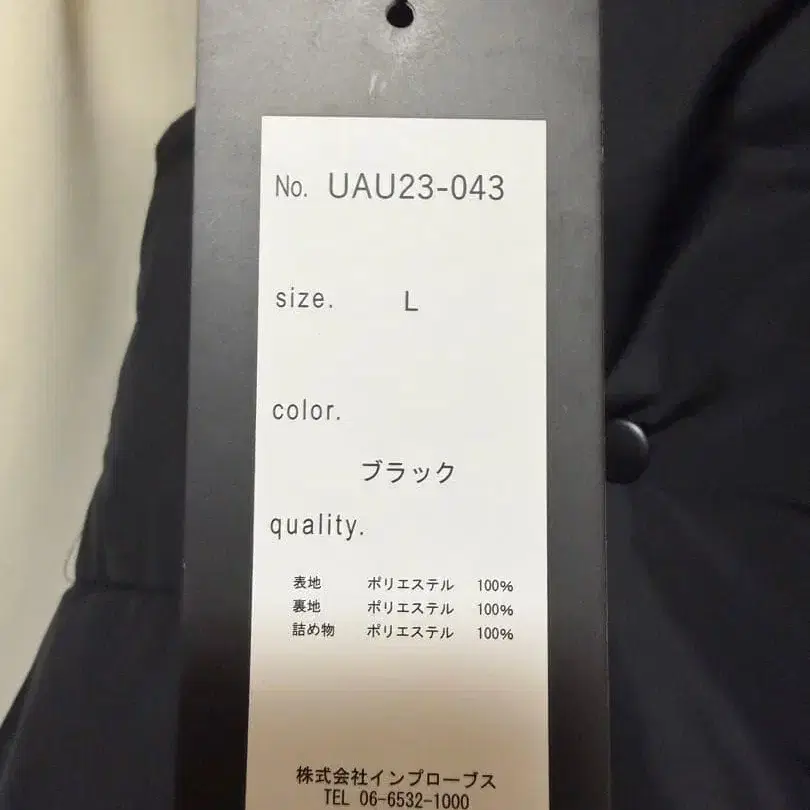 No. UAU23-043
size. L
color.
ブラック
quality.
表地 ポリエステル 100%
裏地 ポリエステル 100%
詰め物 ポリエステル 100%
株式会社インプローブス
TEL 06-6532-1000